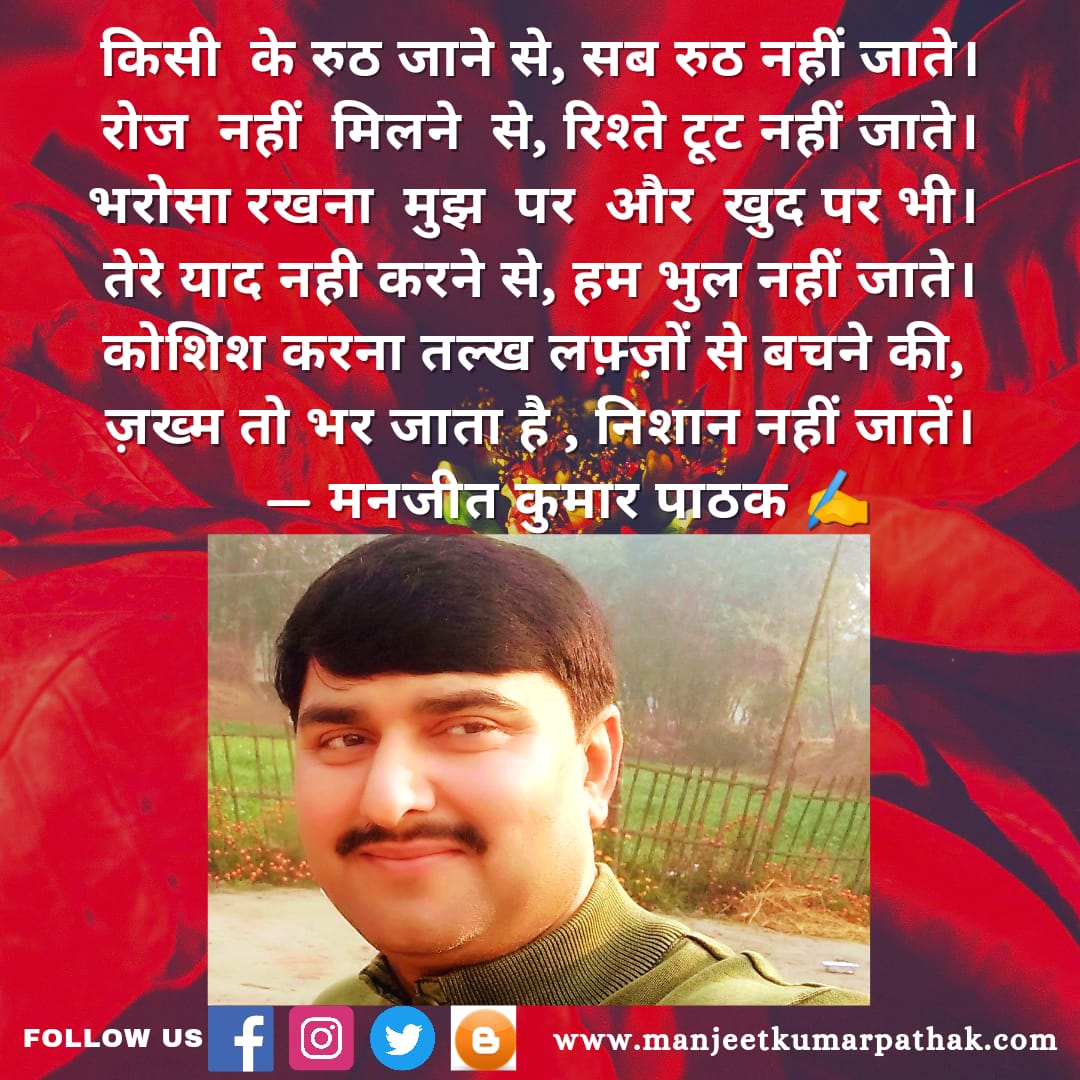 किसी के रुठ जाने से, सब रुठ नहीं जाते।
रोज नहीं मिलने से, रिश्ते टूट नहीं जाते।
भरोसा रखना मुझ पर और खुद पर भी।
तेरे याद नही करने से, हम भुल नहीं जाते।
कोशिश करना तल्ख लफ़्ज़ों से बचने की,
ज़ख्म तो भर जाता है , निशान नहीं जातें।
— मनजीत कुमार पाठक ✍️
FOLLOW US www.manjeetkumarpathak.com